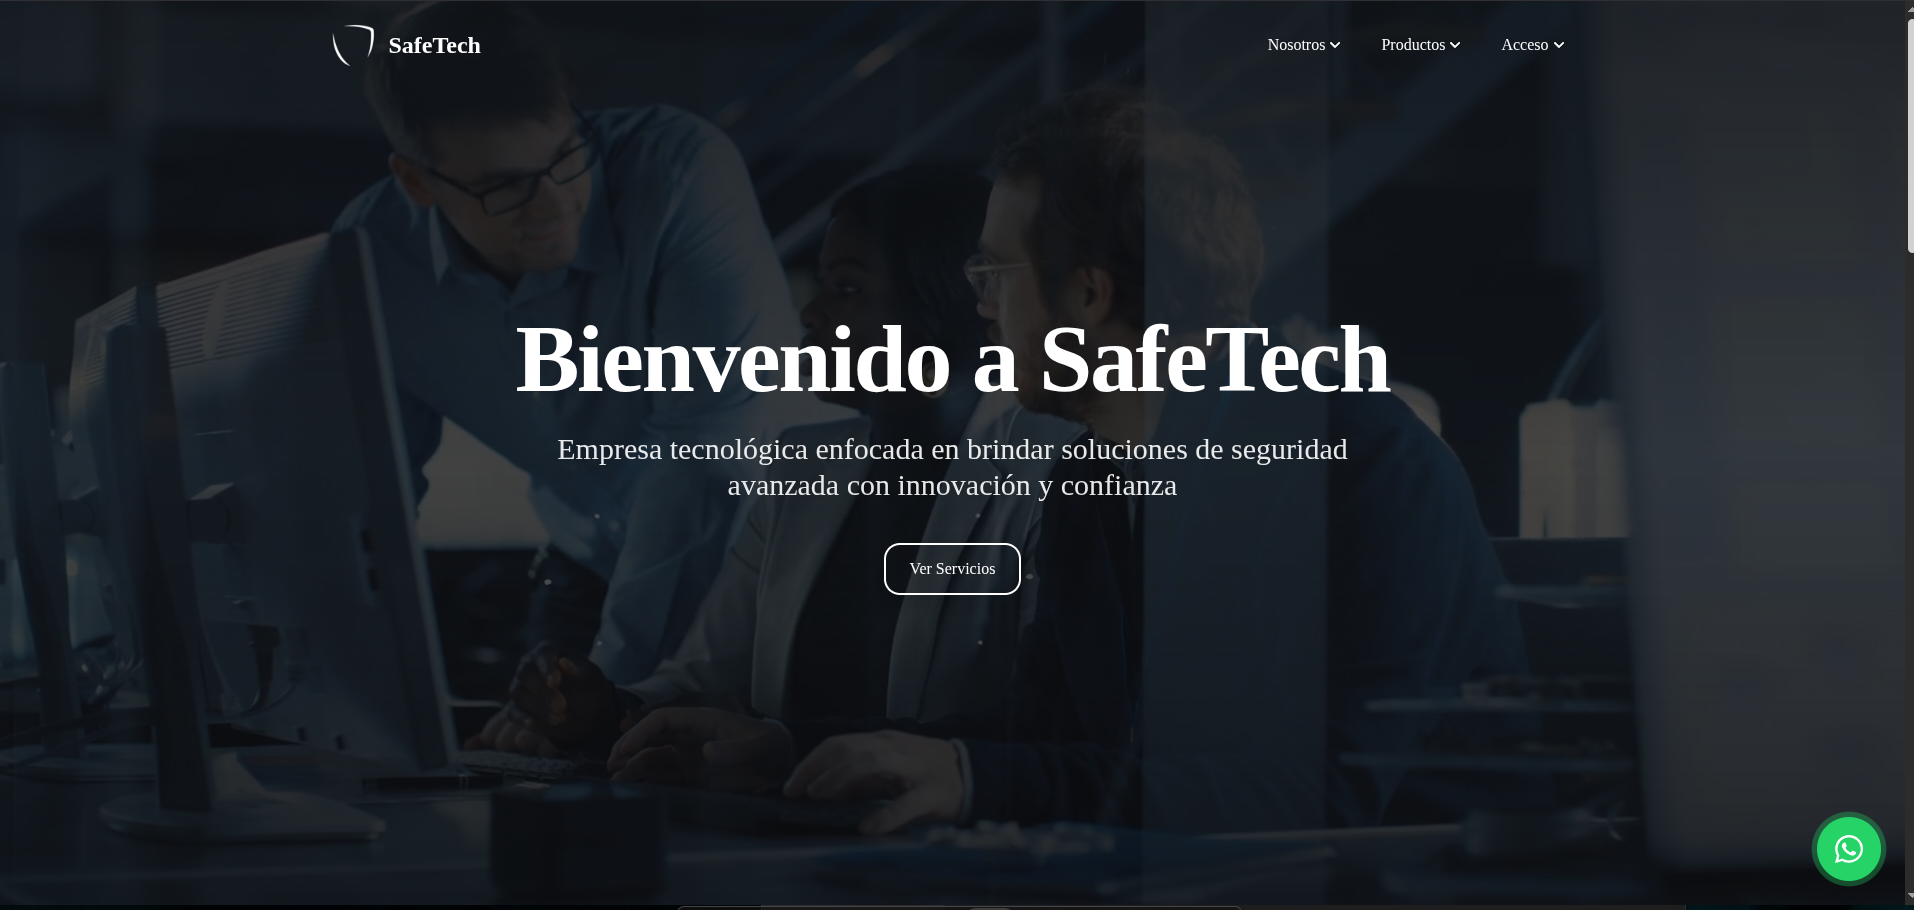 SafeTech
Nosotros
Productos
Acceso
Bienvenido a SafeTech
Empresa tecnológica enfocada en brindar soluciones de seguridad
avanzada con innovación y confianza
Ver Servicios